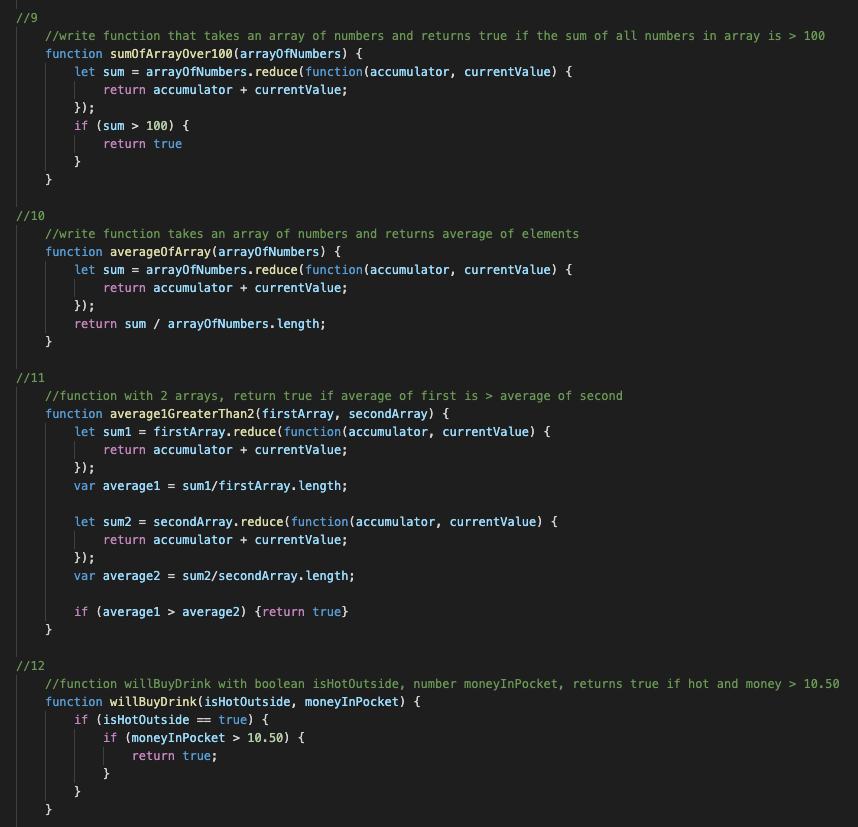 //9
//write function that takes an array of numbers and returns true if the sum of all numbers in array is > 100
function sumOfArrayOver100(arrayOfNumbers) {
let sum = arrayOfNumbers.reduce(function(accumulator, currentValue) {
return accumulator + currentValue;
});
if (sum > 100) {
return true
}
}
//10
//write function takes an array of numbers and returns average of elements
function averageOfArray(arrayOfNumbers) {
let sum = arrayOfNumbers.reduce(function(accumulator, currentValue) {
return accumulator + currentValue;
});
return sum / arrayOfNumbers.length;
}
//11
//function with 2 arrays, return true if average of first is > average of second
function average1GreaterThan2(firstArray, secondArray) {
let sum1 = firstArray.reduce(function(accumulator, currentValue) {
return accumulator + currentValue;
});
var average1 = sum1/firstArray.length;
let sum2 = secondArray.reduce(function(accumulator, currentValue) {
return accumulator + currentValue;
});
var average2 = sum2/secondArray.length;
if (average1 > average2) {return true}
}
//12
//function willBuyDrink with boolean isHotOutside, number moneyInPocket, returns true if hot and money > 10.50
function willBuyDrink(isHotOutside, moneyInPocket) {
if (isHotOutside == true) {
if (moneyInPocket > 10.50) {
return true;
}
}
}